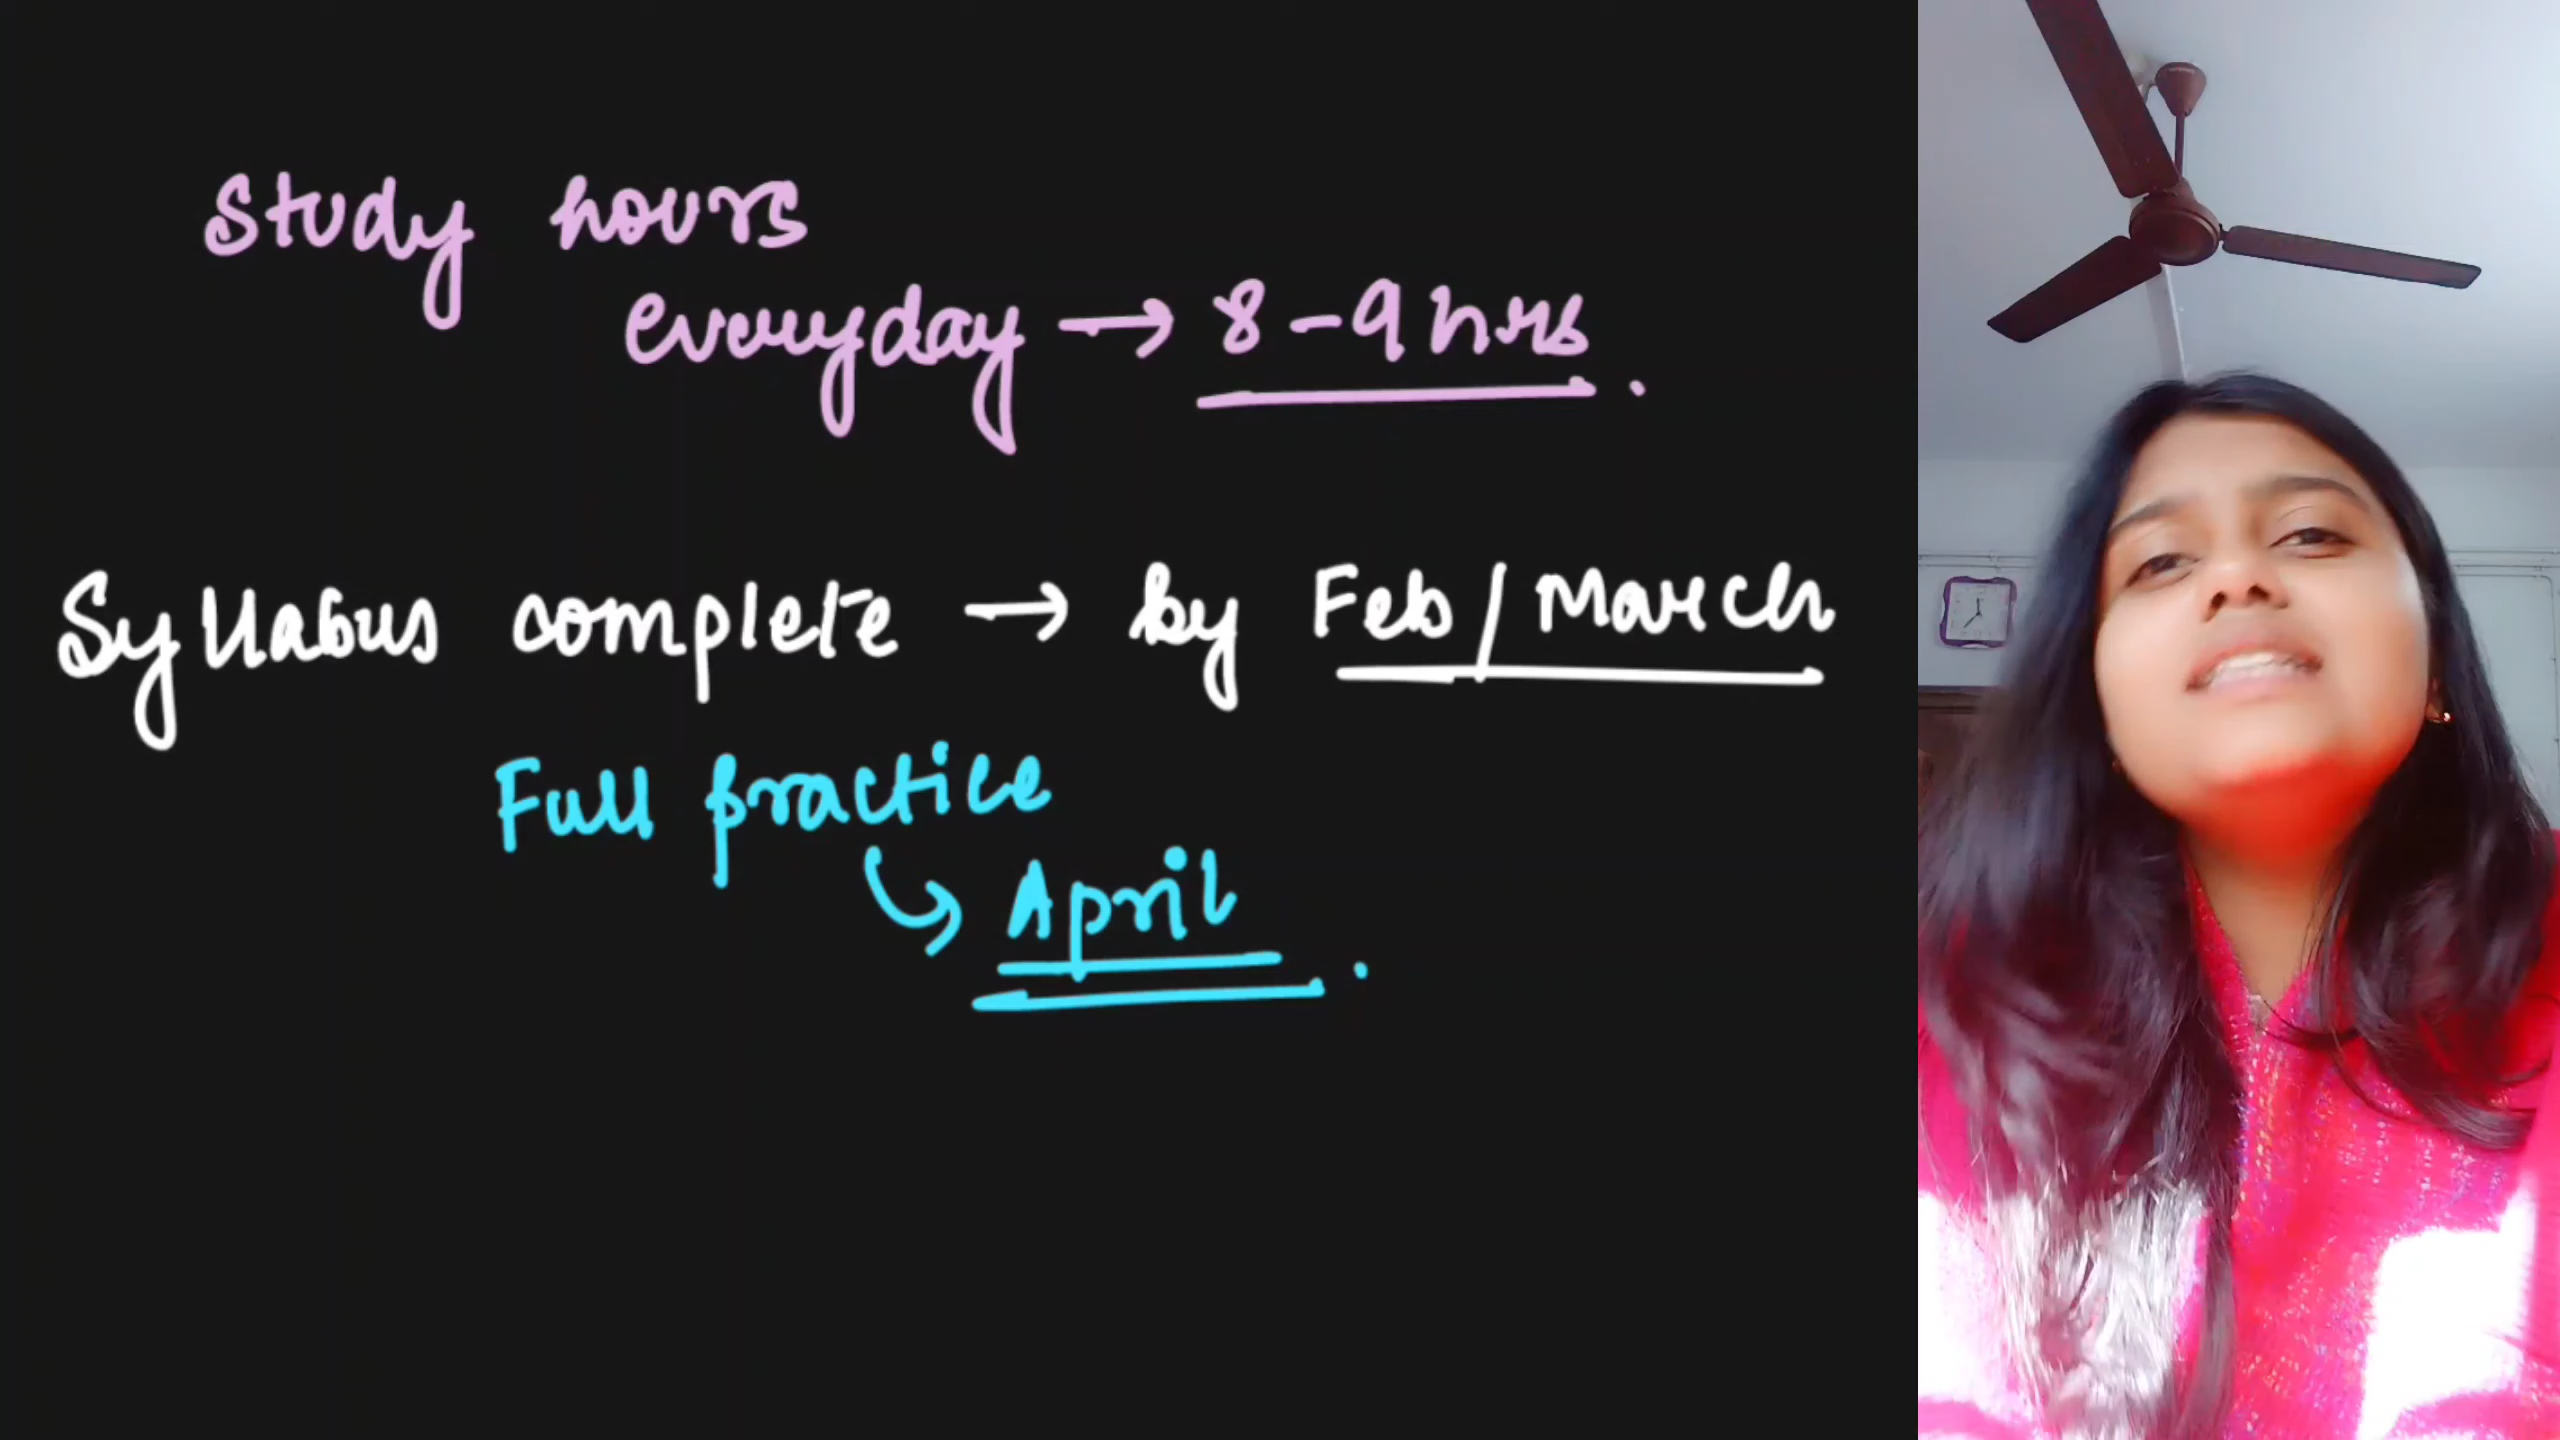 Study hours
everyday → 8-9 hrs.
Syllabus complete → by Feb/March
Full practice
↳ April.